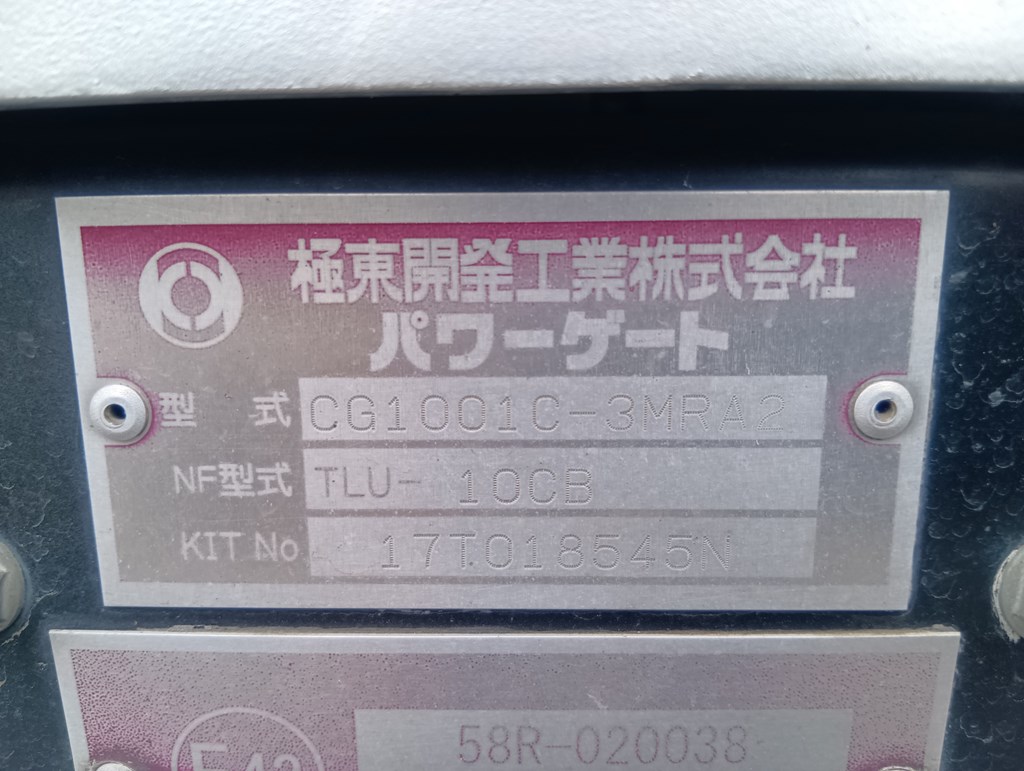 極東開発工業株式会社
パワーゲート
型 式 CG1001C-3MRA2
NF型式 TLU- 10CB
KIT No 17T018545N
58R-020038
E43